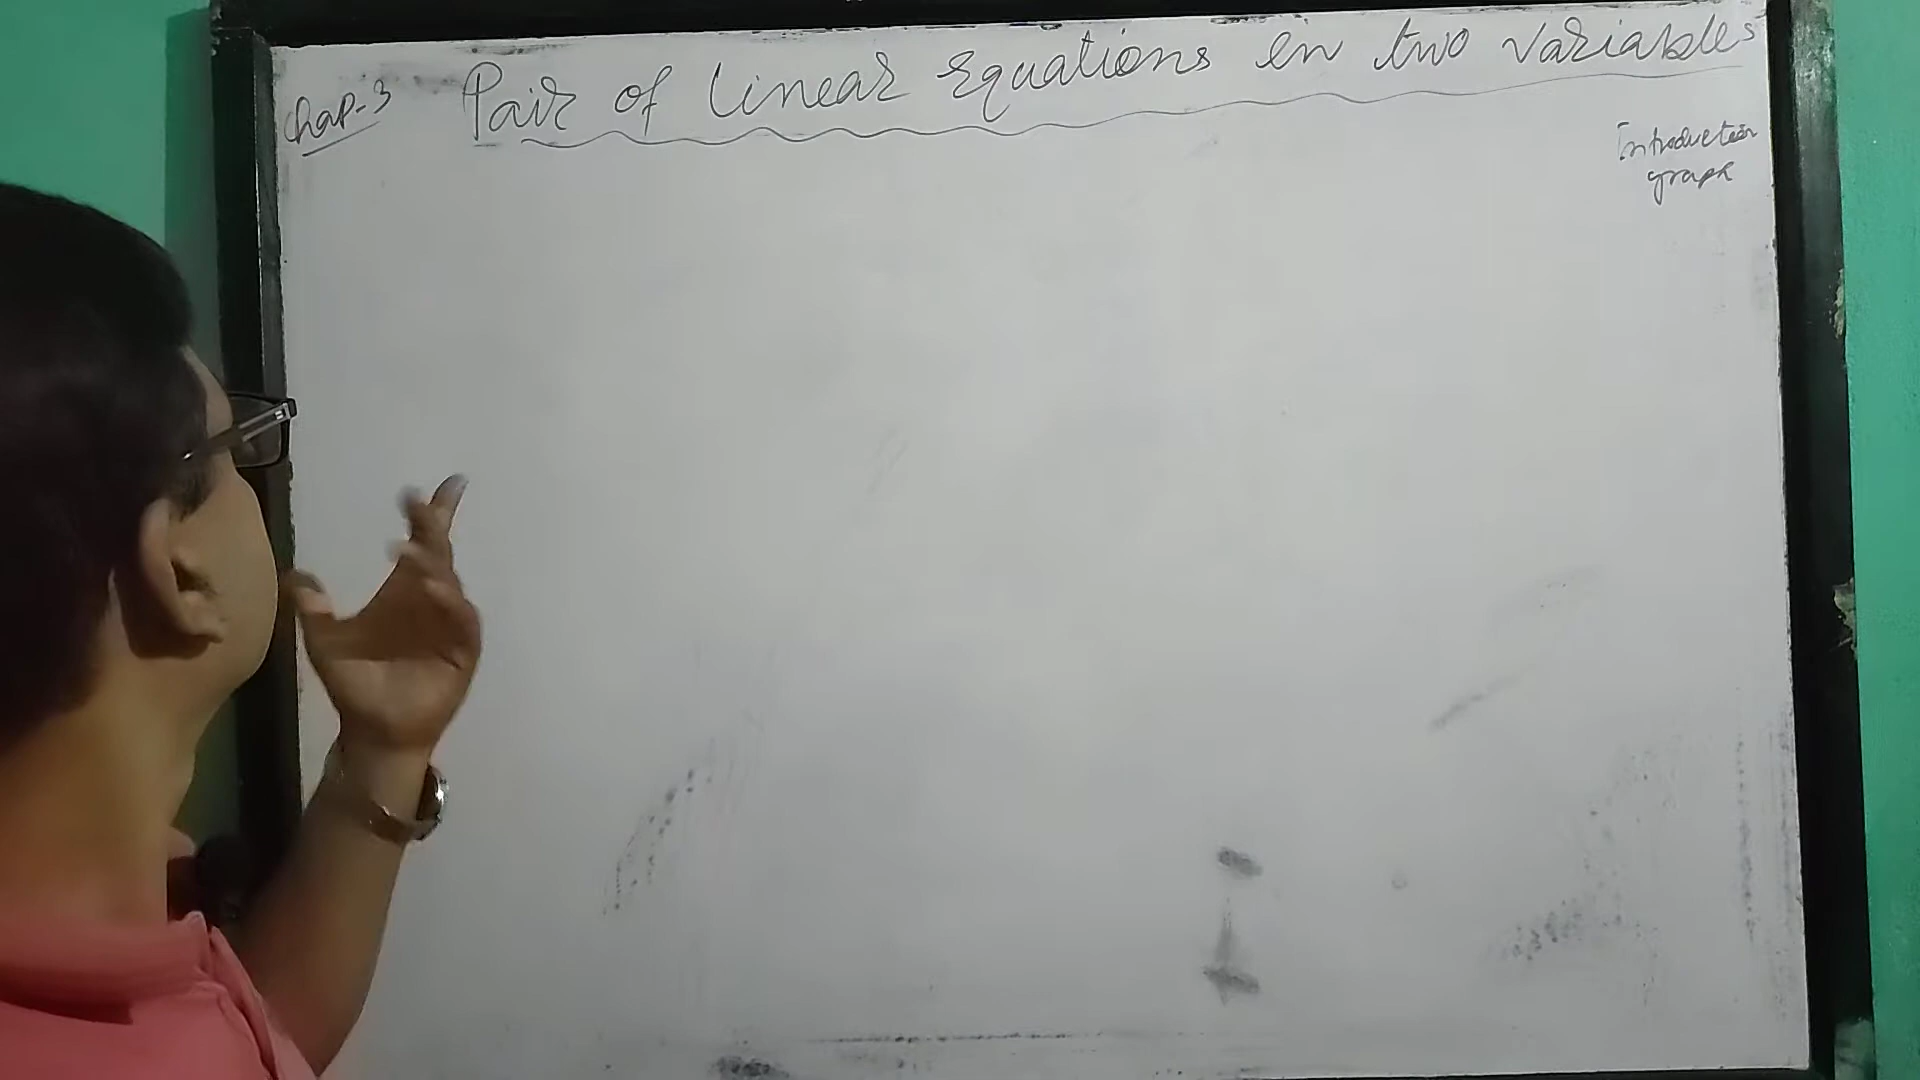 Chap-3 Pair of Linear Equations in two variables
Introduction
graph